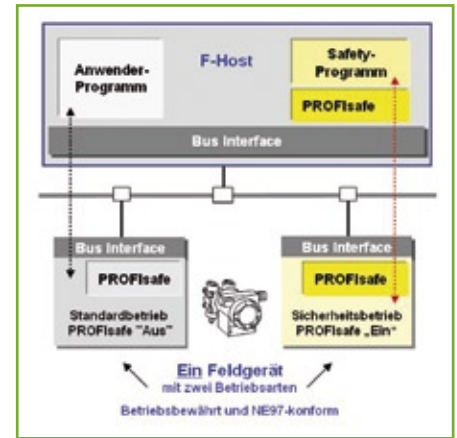 F-Host
Anwender-
Programm
Safety-
Programm
PROFIsafe
Bus Interface
Bus Interface
PROFIsafe
Standardbetrieb
PROFIsafe "Aus"
Bus Interface
PROFIsafe
Sicherheitsbetrieb
PROFIsafe „Ein“
Ein Feldgerät
mit zwei Betriebsarten
Betriebsbewährt und NE97-konform